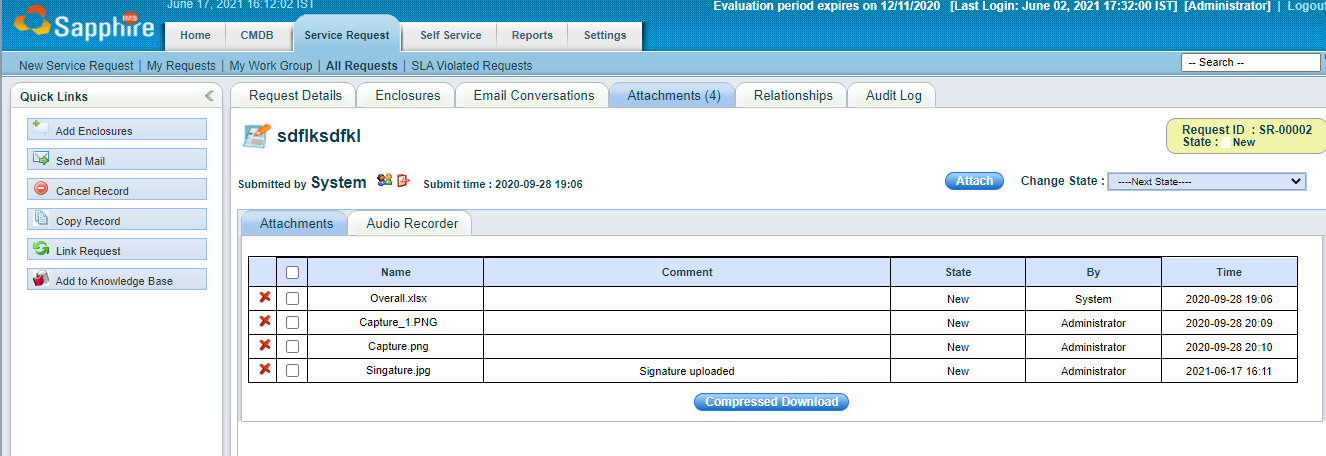 June 17, 2021 16:12:02 IST
Evaluation period expires on 12/11/2020 [Last Login: June 02, 2021 17:32:00 IST] [Administrator] | Logout
Sapphire IMS
Home CMDB Service Request Self Service Reports Settings
New Service Request | My Requests | My Work Group | All Requests | SLA Violated Requests
-- Search --
Quick Links
Add Enclosures
Send Mail
Cancel Record
Copy Record
Link Request
Add to Knowledge Base
Request Details Enclosures Email Conversations Attachments (4) Relationships Audit Log
sdflksdfkl
Request ID : SR-00002
State : New
Submitted by System Submit time : 2020-09-28 19:06
Attach Change State : ----Next State----
Attachments Audio Recorder
Name Comment State By Time
Overall.xlsx New System 2020-09-28 19:06
Capture_1.PNG New Administrator 2020-09-28 20:09
Capture.png New Administrator 2020-09-28 20:10
Singature.jpg Signature uploaded New Administrator 2021-06-17 16:11
Compressed Download